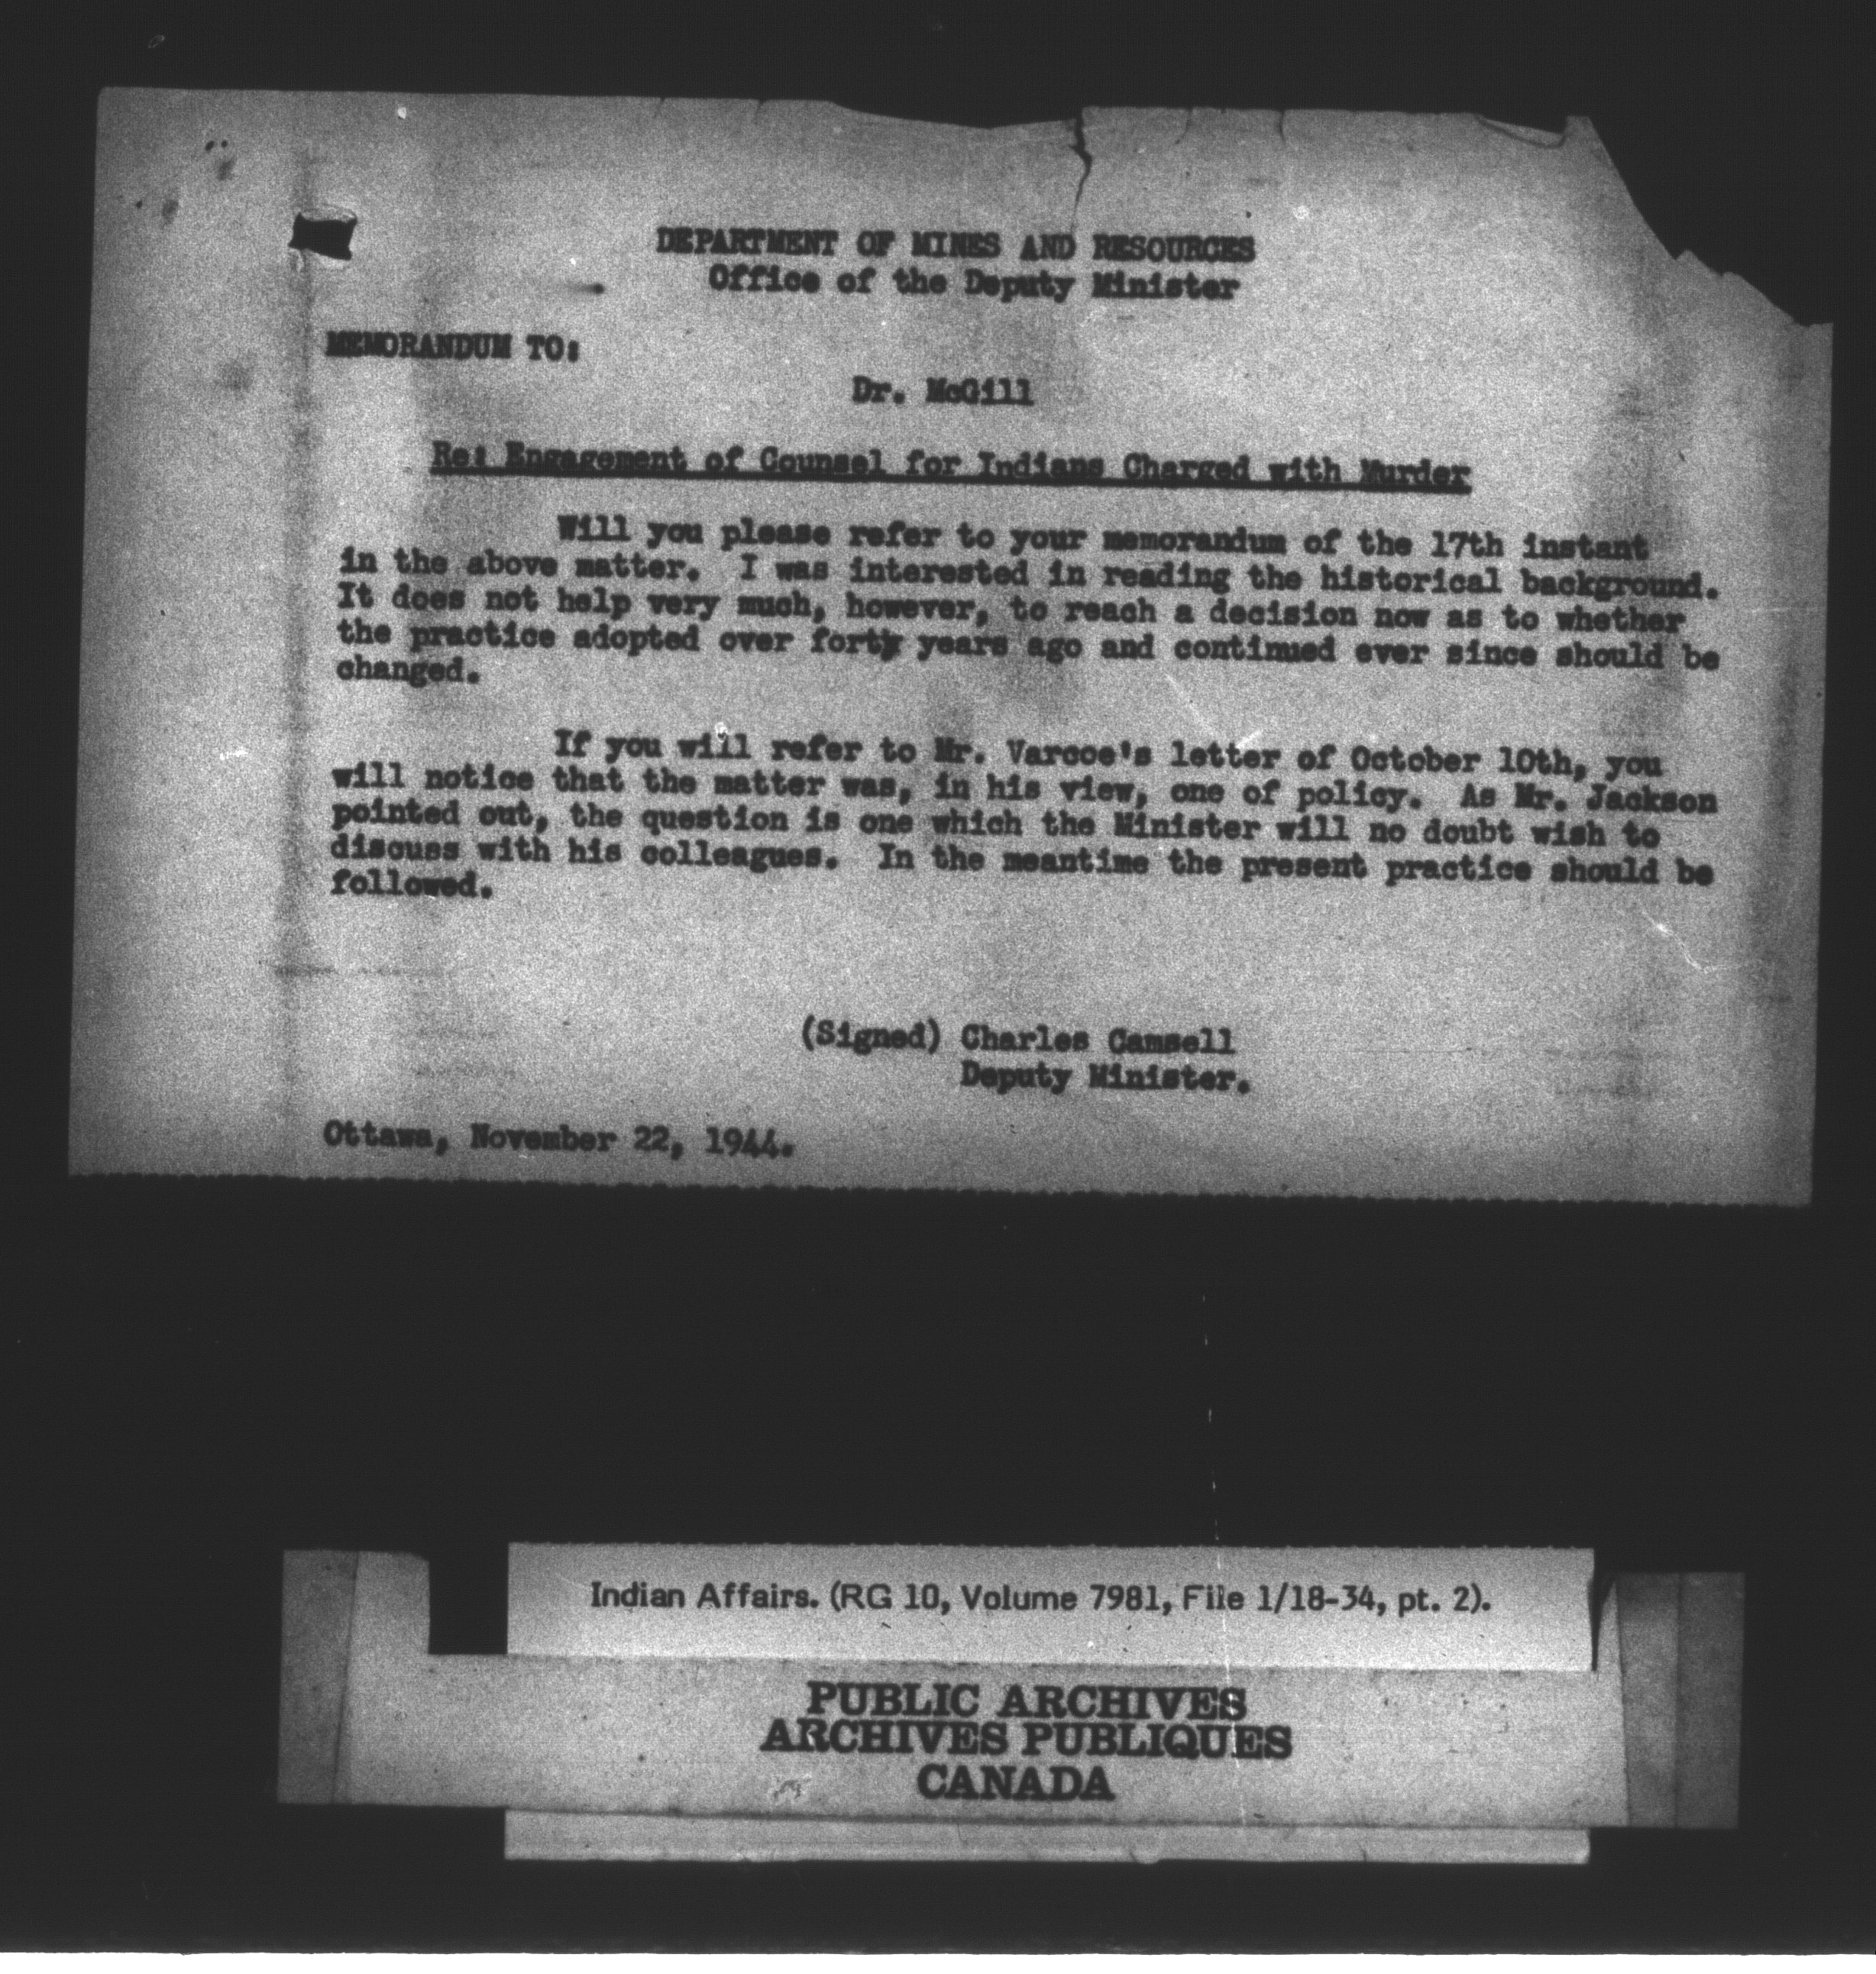 DEPARTMENT OF MINES AND RESOURCES
Office of the Deputy Minister
MEMORANDUM TO:
Dr. McGill
Re: Engagement of Counsel for Indians Charged with Murder
Will you please refer to your memorandum of the 17th instant
in the above matter. I was interested in reading the historical background.
It does not help very much, however, to reach a decision now as to whether
the practice adopted over forty years ago and continued ever since should be
changed.
If you will refer to Mr. Varcoe's letter of October 10th, you
will notice that the matter was, in his view, one of policy. As Mr. Jackson
pointed out, the question is one which the Minister will no doubt wish to
discuss with his colleagues. In the meantime the present practice should be
followed.
(Signed) Charles Camsell
Deputy Minister.
Ottawa, November 22, 1944.
Indian Affairs. (RG 10, Volume 7981, File 1/18-34, pt. 2).
PUBLIC ARCHIVES
ARCHIVES PUBLIQUES
CANADA